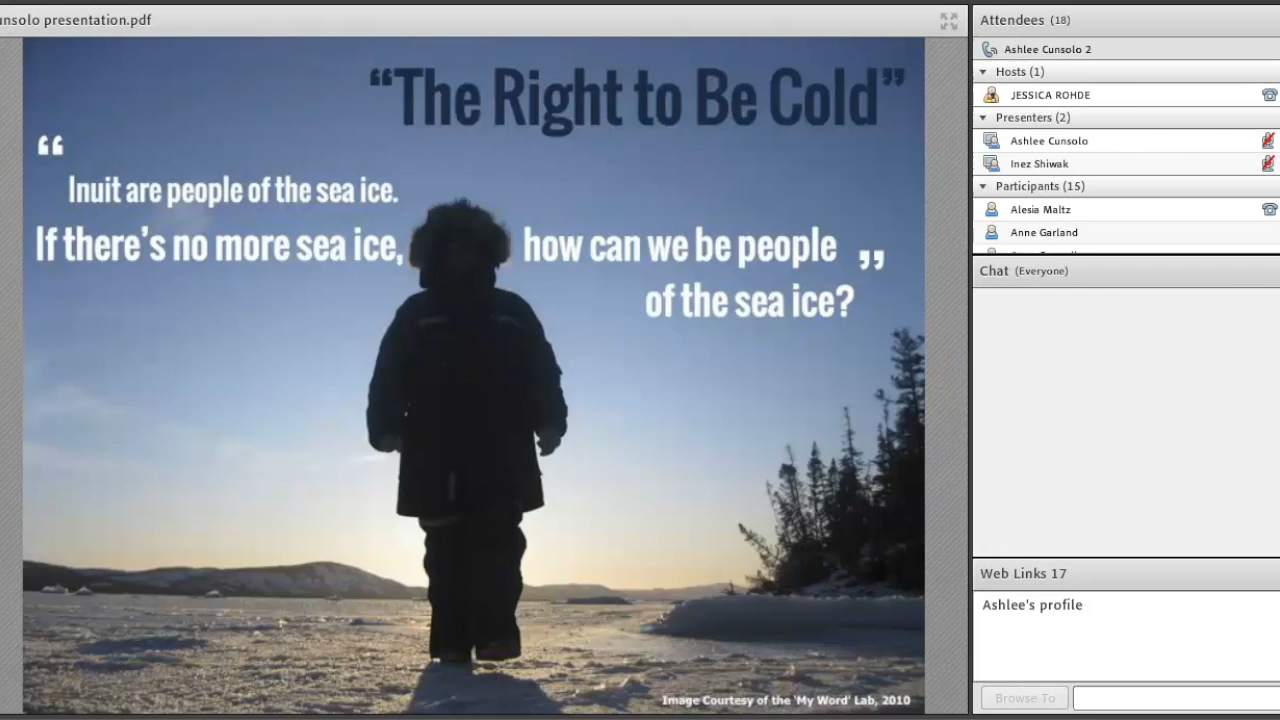 unsolo presentation.pdf
“The Right to Be Cold”
“
Inuit are people of the sea ice.
If there’s no more sea ice, how can we be people ”
of the sea ice?
Image Courtesy of the 'My Word' Lab, 2010
Attendees (18)
Ashlee Cunsolo 2
Hosts (1)
JESSICA ROHDE
Presenters (2)
Ashlee Cunsolo
Inez Shiwak
Participants (15)
Alesia Maltz
Anne Garland
Chat (Everyone)
Web Links 17
Ashlee's profile
Browse To